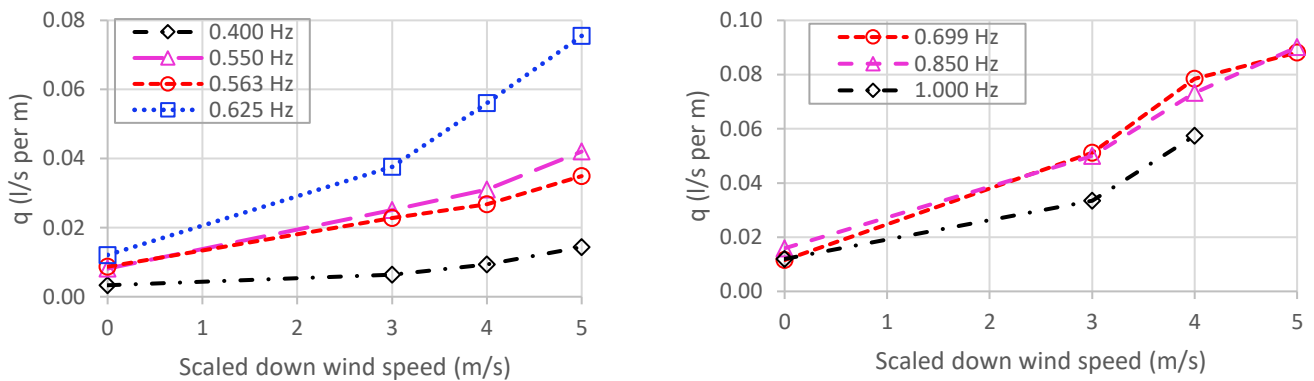 0.08
0.06
0.04
0.02
0.00
q (l/s per m)
0.400 Hz
0.550 Hz
0.563 Hz
0.625 Hz
0 1 2 3 4 5
Scaled down wind speed (m/s)
0.10
0.08
0.06
0.04
0.02
0.00
q (l/s per m)
0.699 Hz
0.850 Hz
1.000 Hz
0 1 2 3 4 5
Scaled down wind speed (m/s)